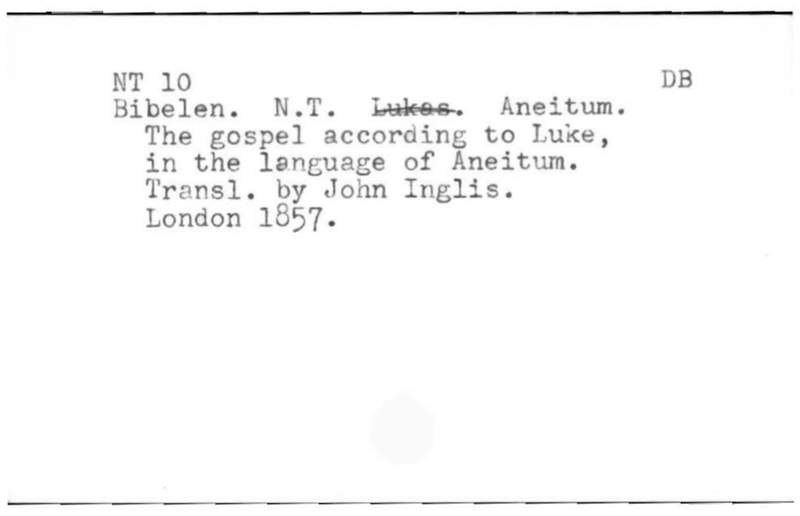 NT 10 DB
Bibelen. N.T. Lukas. Aneitum.
The gospel according to Luke,
in the language of Aneitum.
Transl. by John Inglis.
London 1857.